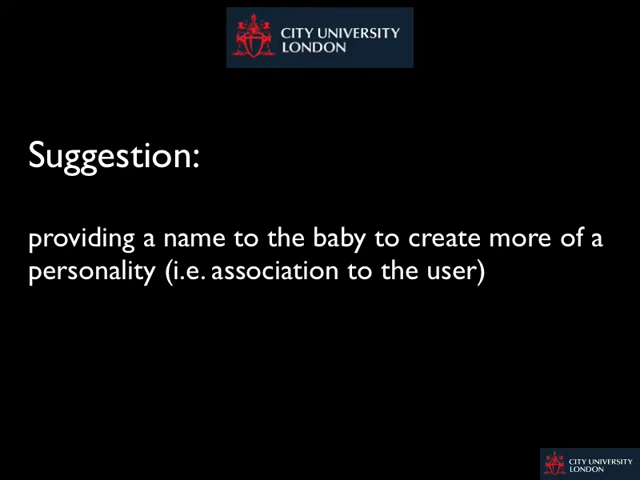 CITY UNIVERSITY
LONDON
Suggestion:
providing a name to the baby to create more of a
personality (i.e. association to the user)
CITY UNIVERSITY
LONDON